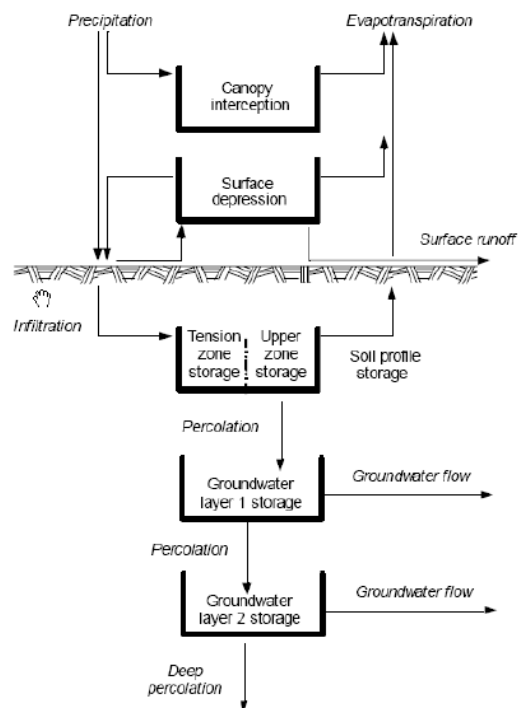 Precipitation
Evapotranspiration
Canopy
interception
Surface
depression
Surface runoff
Infiltration
Tension
zone
storage
Upper
zone
storage
Soil profile
storage
Percolation
Groundwater
layer 1 storage
Groundwater flow
Percolation
Groundwater
layer 2 storage
Groundwater flow
Deep
percolation